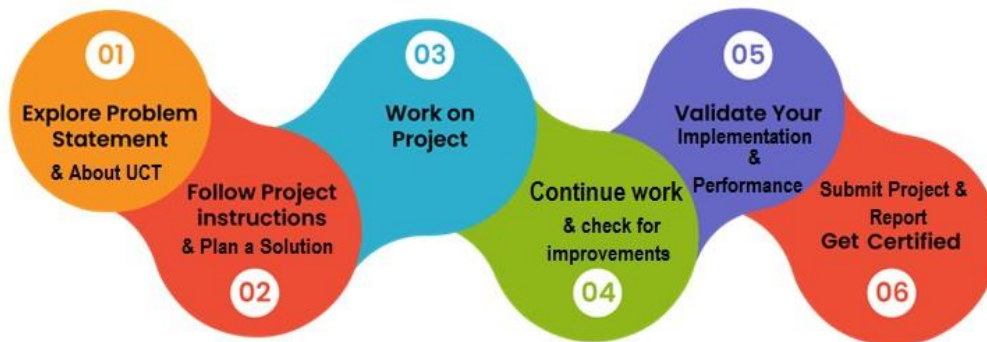 01
Explore Problem
Statement
& About UCT
Follow Project
instructions
& Plan a Solution
02
03
Work on
Project
Continue work
& check for
improvements
04
05
Validate Your
Implementation
&
Performance
Submit Project &
Report
Get Certified
06